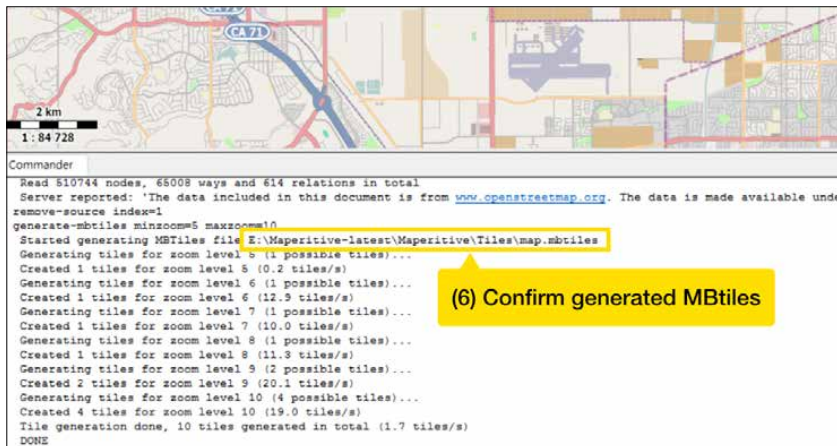 CA 71
CA 71
2 km
1 : 84 728
Commander
Read 510744 nodes, 65008 ways and 614 relations in total
Server reported: 'The data included in this document is from www.openstreetmap.org. The data is made available unde
remove-source index=1
generate-mbtiles minzoom=5 maxzoom=10
Started generating MBTiles file E:\Maperitive-latest\Maperitive\Tiles\map.mbtiles
Generating tiles for zoom level 5 (1 possible tiles)...
Created 1 tiles for zoom level 5 (0.2 tiles/s)
Generating tiles for zoom level 6 (1 possible tiles)...
Created 1 tiles for zoom level 6 (12.9 tiles/s)
Generating tiles for zoom level 7 (1 possible tiles)...
Created 1 tiles for zoom level 7 (10.0 tiles/s)
Generating tiles for zoom level 8 (1 possible tiles)...
Created 1 tiles for zoom level 8 (11.3 tiles/s)
Generating tiles for zoom level 9 (2 possible tiles)...
Created 2 tiles for zoom level 9 (20.1 tiles/s)
Generating tiles for zoom level 10 (4 possible tiles)...
Created 4 tiles for zoom level 10 (19.0 tiles/s)
Tile generation done, 10 tiles generated in total (1.7 tiles/s)
DONE
(6) Confirm generated MBtiles